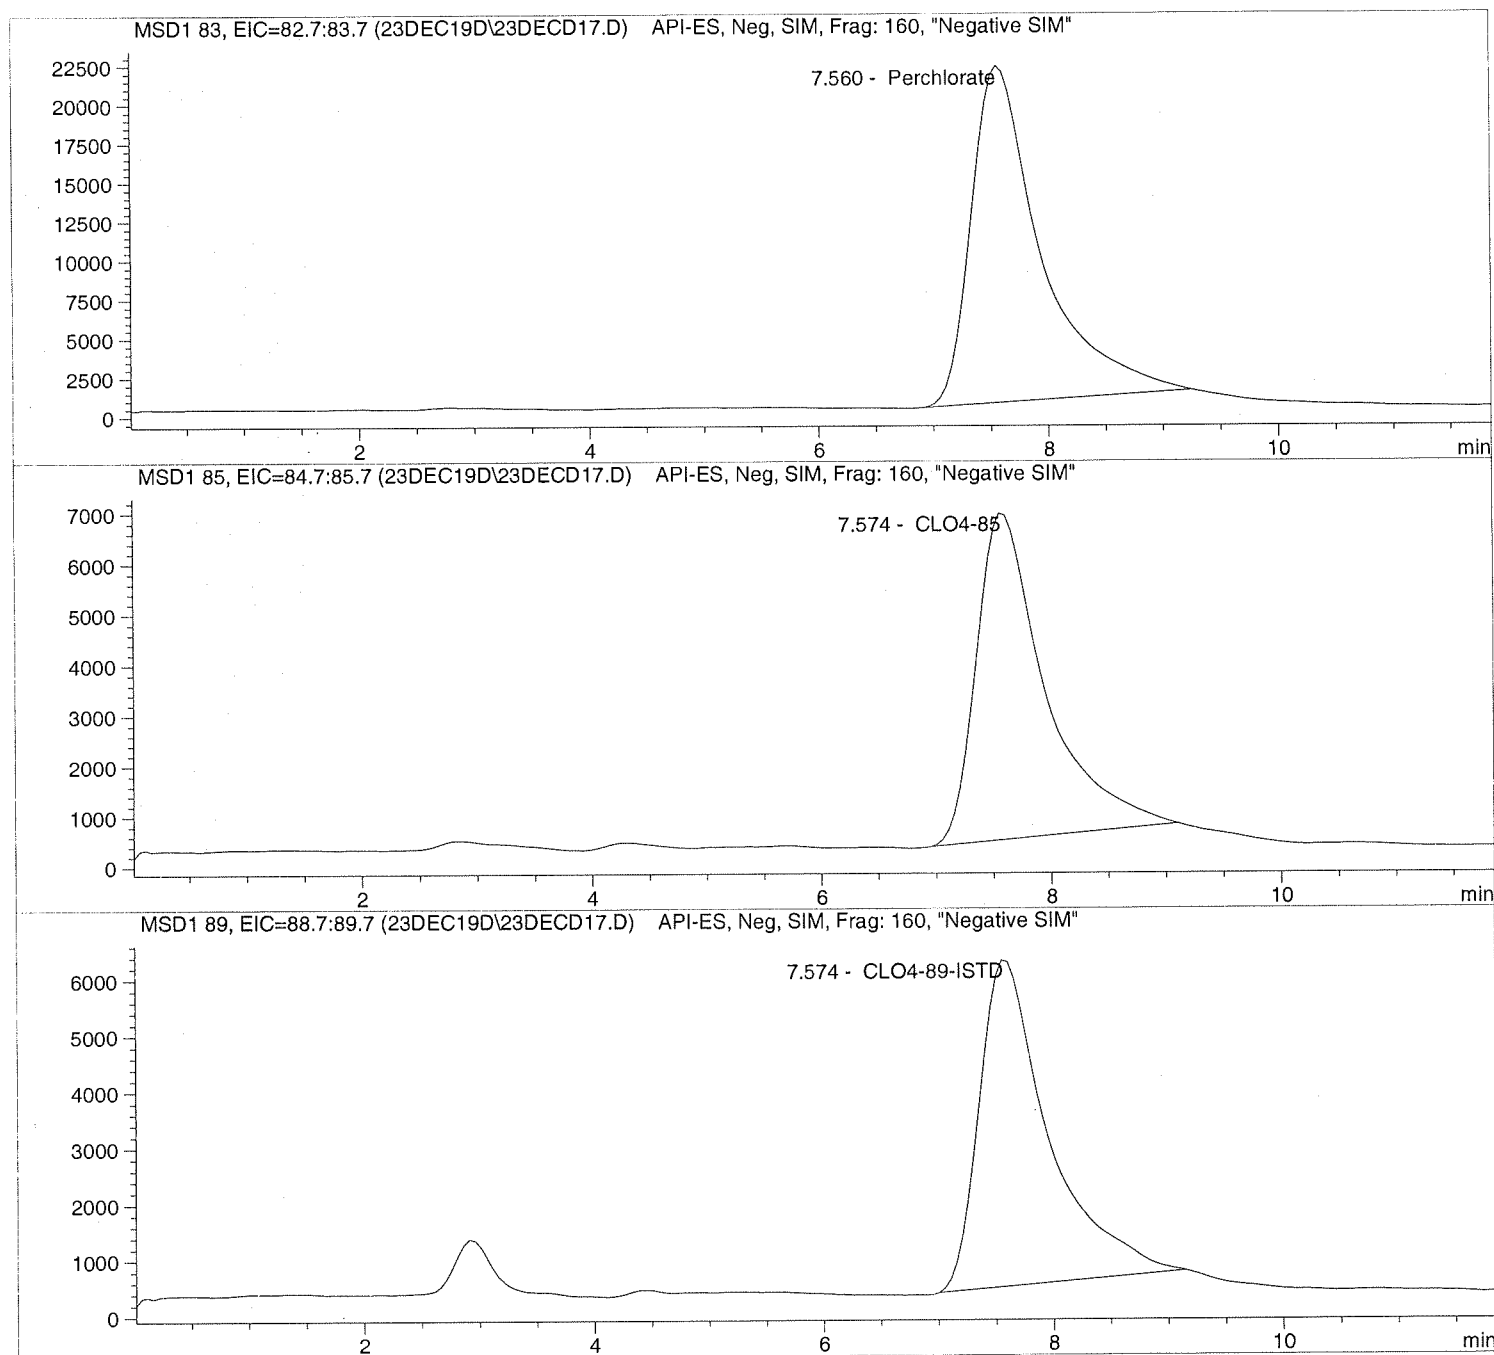 MSD1 83, EIC=82.7:83.7 (23DEC19D\23DECD17.D) API-ES, Neg, SIM, Frag: 160, "Negative SIM"
7.560 - Perchlorate
22500
20000
17500
15000
12500
10000
7500
5000
2500
0
2 4 6 8 10 min
MSD1 85, EIC=84.7:85.7 (23DEC19D\23DECD17.D) API-ES, Neg, SIM, Frag: 160, "Negative SIM"
7.574 - CLO4-85
7000
6000
5000
4000
3000
2000
1000
0
2 4 6 8 10 min
MSD1 89, EIC=88.7:89.7 (23DEC19D\23DECD17.D) API-ES, Neg, SIM, Frag: 160, "Negative SIM"
7.574 - CLO4-89-ISTD
6000
5000
4000
3000
2000
1000
0
2 4 6 8 10 min